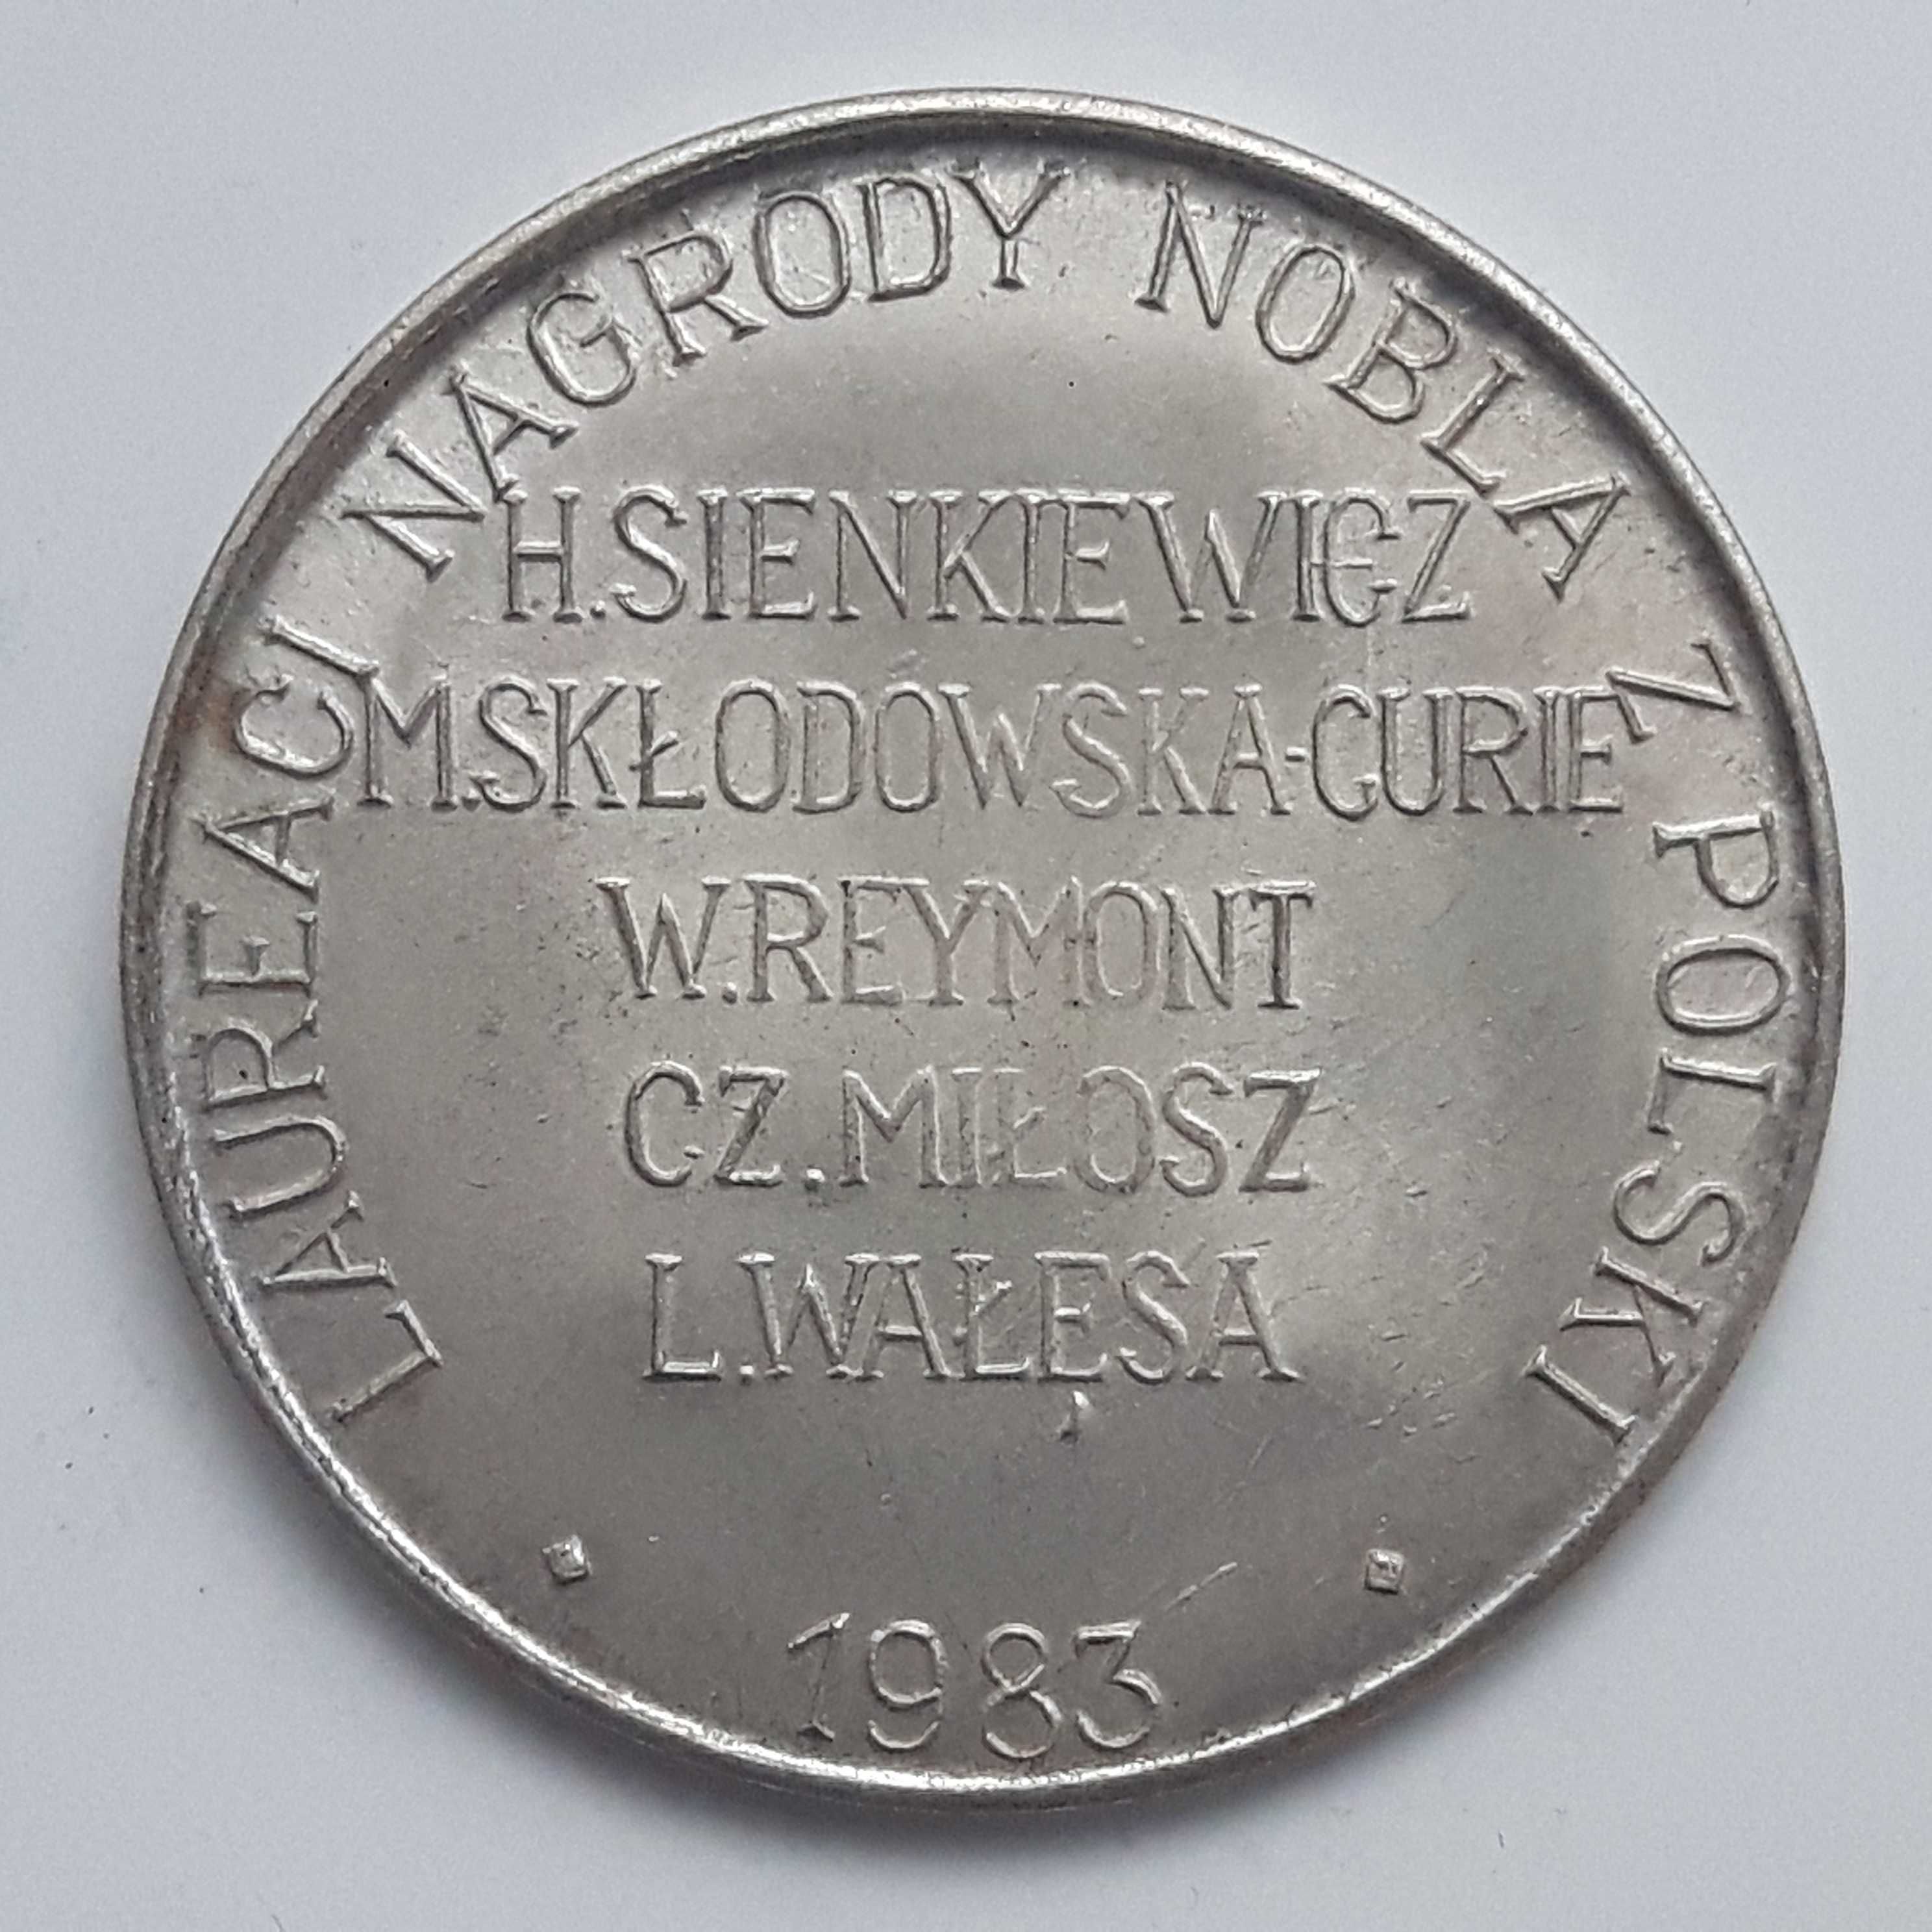 LAUREACI NAGRODY NOBLA Z POLSKI
H.SIENKIEWICZ
M.SKŁODOWSKA-CURIE
W.REYMONT
CZ.MIŁOSZ
L.WAŁĘSA
1983